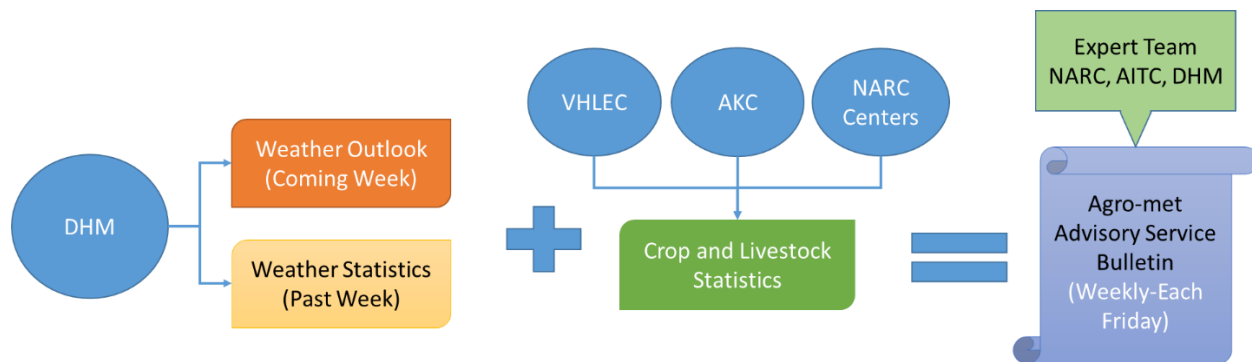 DHM
Weather Outlook
(Coming Week)
Weather Statistics
(Past Week)
VHLEC
AKC
NARC
Centers
Crop and Livestock
Statistics
Expert Team
NARC, AITC, DHM
Agro-met
Advisory Service
Bulletin
(Weekly-Each
Friday)